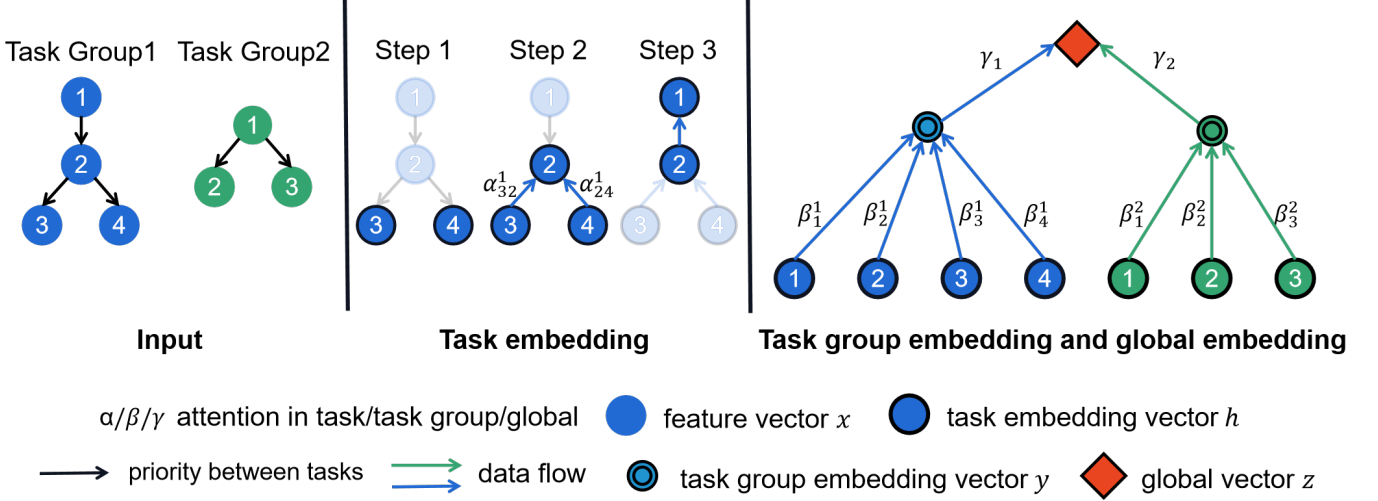 Task Group1 Task Group2
1
2
3 4
1
2 3
Step 1 Step 2 Step 3
1 1 1
2 2 2
α¹₃₂ α¹₂₄
3 4 3 4 3 4
γ₁ γ₂
β¹₁ β¹₂ β¹₃ β¹₄ β²₁ β²₂ β²₃
1 2 3 4 1 2 3
Input Task embedding Task group embedding and global embedding
α/β/γ attention in task/task group/global feature vector x task embedding vector h
priority between tasks data flow task group embedding vector y global vector z